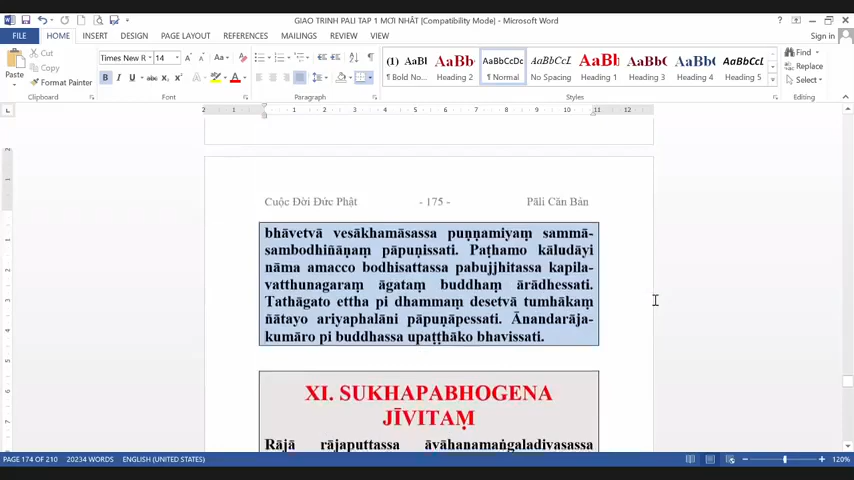 GIAO TRINH PALI TAP 1 MƠI NHẤT [Compatibility Mode] - Microsoft Word
Sign in
FILE HOME INSERT DESIGN PAGE LAYOUT REFERENCES MAILINGS REVIEW VIEW
Cut
Copy
Format Painter
Paste
Clipboard
Times New R 14
Font
Paragraph
(1) AaBl AaBb AaBbCcDc AaBbCcDc AaBl AaBbC AaBbC AaBbCcL
¶ Bold No... Heading 2 ¶ Normal No Spacing Heading 1 Heading 3 Heading 4 Heading 5
Styles
Find
Replace
Select
Editing
Cuộc Đời Đức Phật - 175 - Pāli Căn Bản
bhāvetvā vesākhamāsassa puṇṇamiyaṃ sammā-
sambodhiñāṇaṃ pāpuṇissati. Paṭhamo kāludāyi
nāma amacco bodhisattassa pabujjhitassa kapila-
vatthunagaraṃ āgataṃ buddhaṃ ārādhessati.
Tathāgato ettha pi dhammaṃ desetvā tumhākaṃ
ñātayo ariyaphalāni pāpuṇāpessati. Ānandarāja-
kumāro pi buddhassa upaṭṭhāko bhavissati.
XI. SUKHAPABHOGENA
JĪVITAṂ
Rājā rājaputtassa āvāhanamaṅgaladivasassa
PAGE 174 OF 210 20234 WORDS ENGLISH (UNITED STATES) 120%